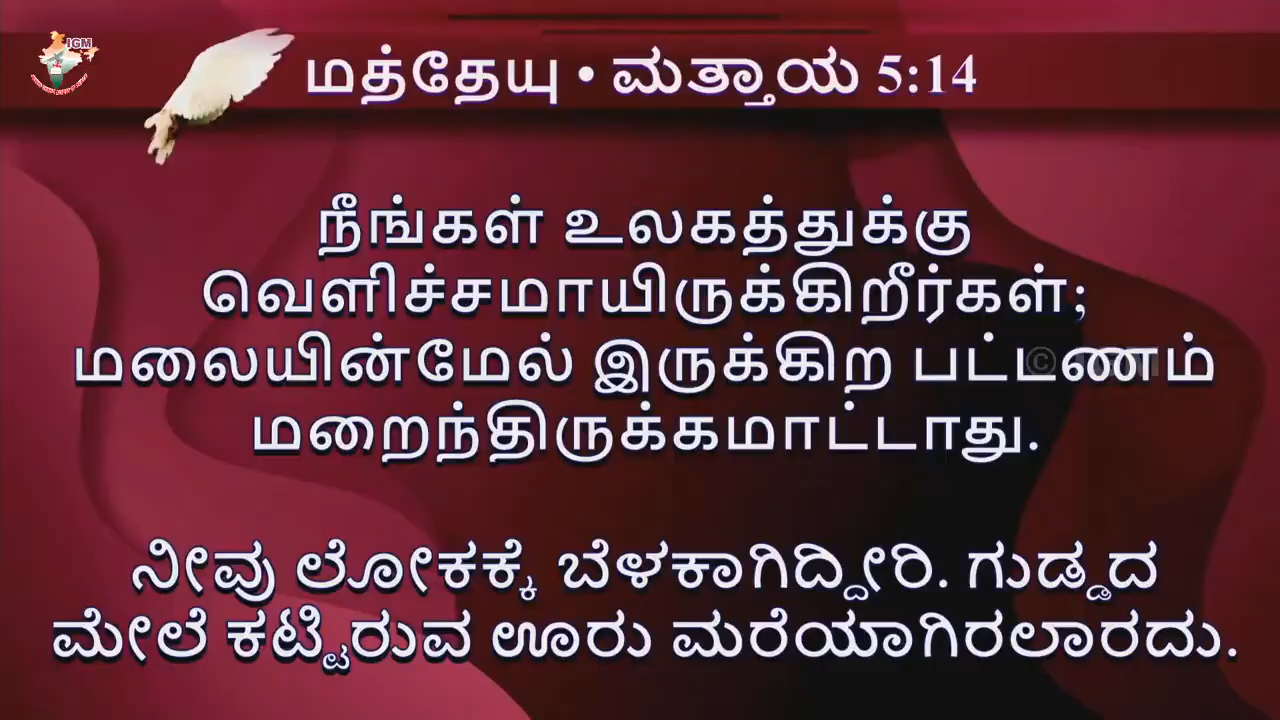 IGM
மத்தேயு • ಮತ್ತಾಯ 5:14
நீங்கள் உலகத்துக்கு
வெளிச்சமாயிருக்கிறீர்கள்;
மலையின்மேல் இருக்கிற பட்டணம்
மறைந்திருக்கமாட்டாது.
ನೀವು ಲೋಕಕ್ಕೆ ಬೆಳಕಾಗಿದ್ದೀರಿ. ಗುಡ್ಡದ
ಮೇಲೆ ಕಟ್ಟಿರುವ ಊರು ಮರೆಯಾಗಿರಲಾರದು.